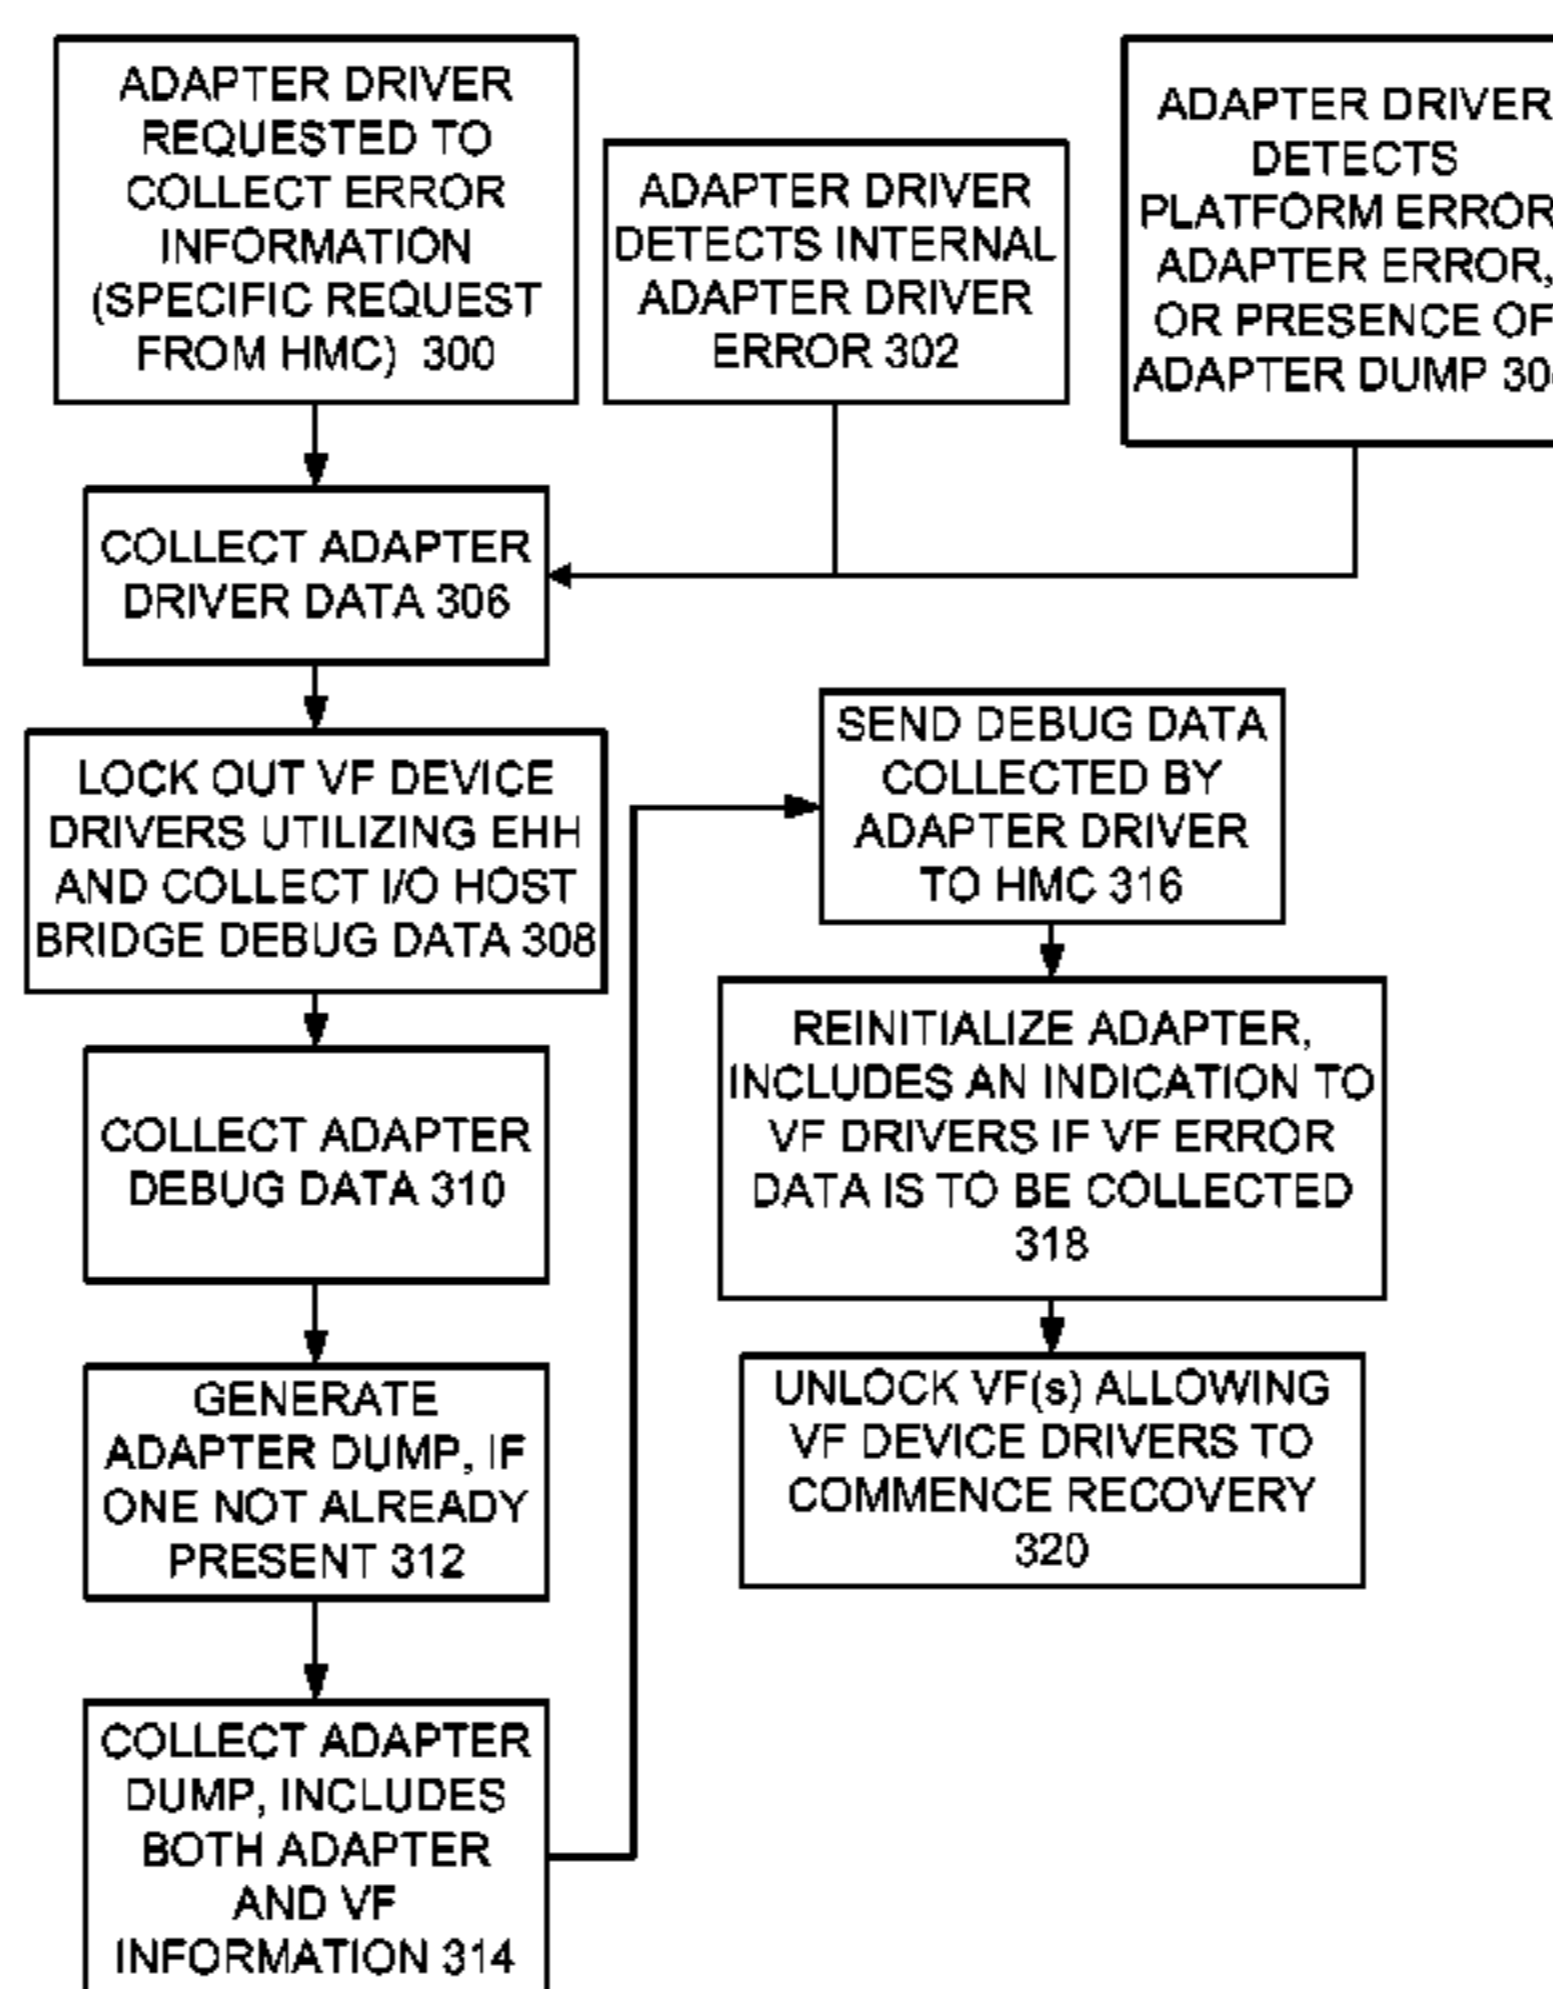 ADAPTER DRIVER
REQUESTED TO
COLLECT ERROR
INFORMATION
(SPECIFIC REQUEST
FROM HMC) 300
ADAPTER DRIVER
DETECTS INTERNAL
ADAPTER DRIVER
ERROR 302
ADAPTER DRIVER
DETECTS
PLATFORM ERROR
ADAPTER ERROR,
OR PRESENCE OF
ADAPTER DUMP
COLLECT ADAPTER
DRIVER DATA 306
LOCK OUT VF DEVICE
DRIVERS UTILIZING EHH
AND COLLECT I/O HOST
BRIDGE DEBUG DATA 308
COLLECT ADAPTER
DEBUG DATA 310
GENERATE
ADAPTER DUMP, IF
ONE NOT ALREADY
PRESENT 312
COLLECT ADAPTER
DUMP, INCLUDES
BOTH ADAPTER
AND VF
INFORMATION 314
SEND DEBUG DATA
COLLECTED BY
ADAPTER DRIVER
TO HMC 316
REINITIALIZE ADAPTER,
INCLUDES AN INDICATION TO
VF DRIVERS IF VF ERROR
DATA IS TO BE COLLECTED
318
UNLOCK VF(s) ALLOWING
VF DEVICE DRIVERS TO
COMMENCE RECOVERY
320